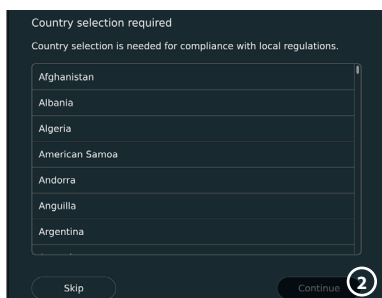 Country selection required
Country selection is needed for compliance with local regulations.
Afghanistan
Albania
Algeria
American Samoa
Andorra
Anguilla
Argentina
Skip
Continue
2